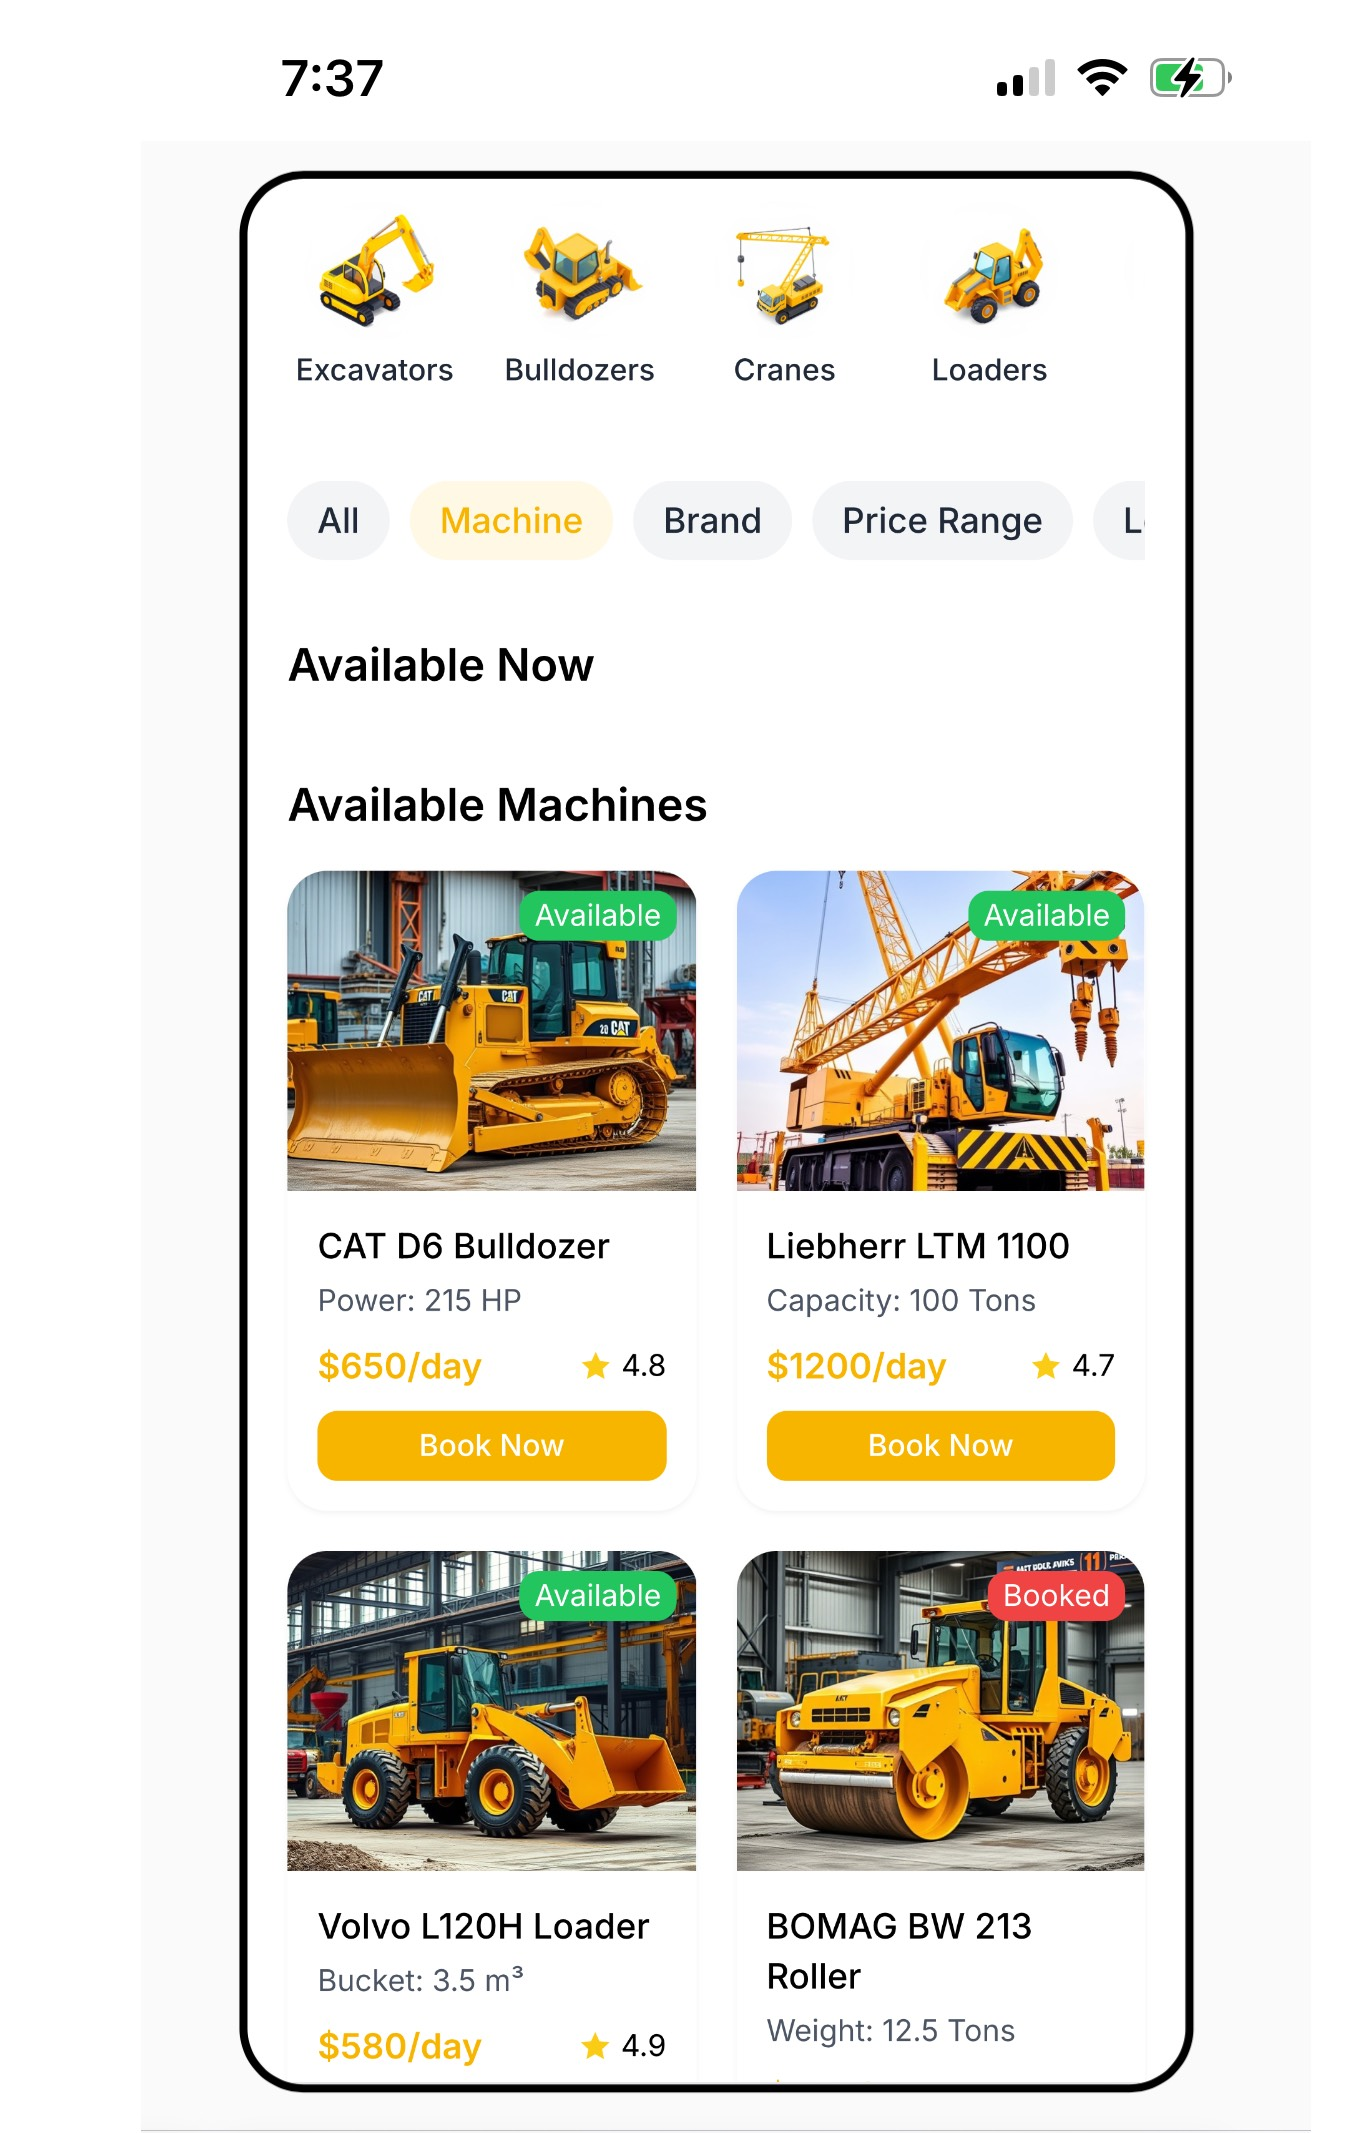 7:37
Excavators Bulldozers Cranes Loaders
All Machine Brand Price Range
Available Now
Available Machines
Available
CAT
CAT
CAT
Available
CAT D6 Bulldozer
Power: 215 HP
$650/day 4.8
Book Now
Liebherr LTM 1100
Capacity: 100 Tons
$1200/day 4.7
Book Now
Available
11
Booked
Volvo L120H Loader
Bucket: 3.5 m³
$580/day 4.9
BOMAG BW 213
Roller
Weight: 12.5 Tons